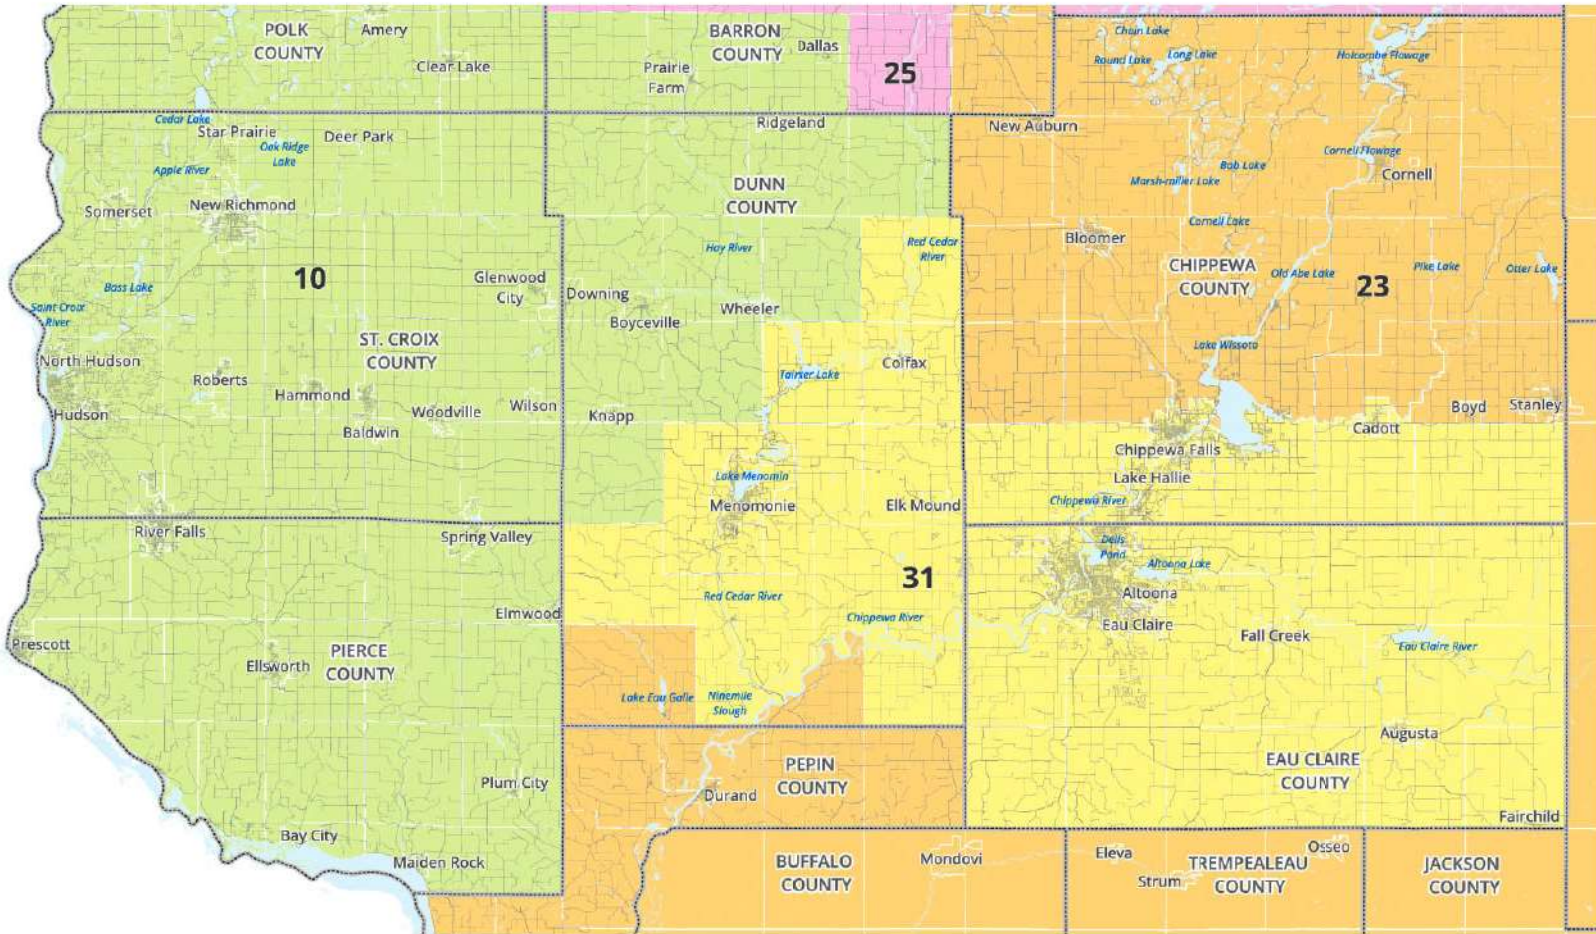 POLK
COUNTY
Amery
Clear Lake
BARRON
COUNTY
Dallas
Prairie
Farm
25
Chain Lake
Round Lake
Long Lake
Holcombe Flowage
Cedar Lake
Star Prairie
Deer Park
Oak Ridge
Lake
Apple River
Somerset
New Richmond
Ridgeland
DUNN
COUNTY
New Auburn
Bob Lake
Marsh-miller Lake
Cornell Flowage
Cornell
Cornell Lake
Bloomer
Hay River
Red Cedar
River
CHIPPEWA
COUNTY
Old Abe Lake
23
Pike Lake
Otter Lake
10
Glenwood
City
Bass Lake
Saint Croix
River
Downing
Boyceville
Wheeler
ST. CROIX
COUNTY
North Hudson
Roberts
Hammond
Hudson
Baldwin
Woodville
Wilson
Knapp
Tainter Lake
Colfax
Lake Wissota
Boyd
Stanley
Cadott
Chippewa Falls
Lake Hallie
Chippewa River
Lake Menomin
Menomonie
Elk Mound
River Falls
Spring Valley
Dells
Pond
Altoona Lake
Altoona
Eau Claire
31
Red Cedar River
Chippewa River
Elmwood
Fall Creek
Eau Claire River
Prescott
Ellsworth
PIERCE
COUNTY
Lake Eau Galle
Ninemile
Slough
Augusta
EAU CLAIRE
COUNTY
PEPIN
COUNTY
Durand
Plum City
Fairchild
Bay City
Maiden Rock
BUFFALO
COUNTY
Mondovi
Eleva
Strum
TREMPEALEAU
COUNTY
Osseo
JACKSON
COUNTY